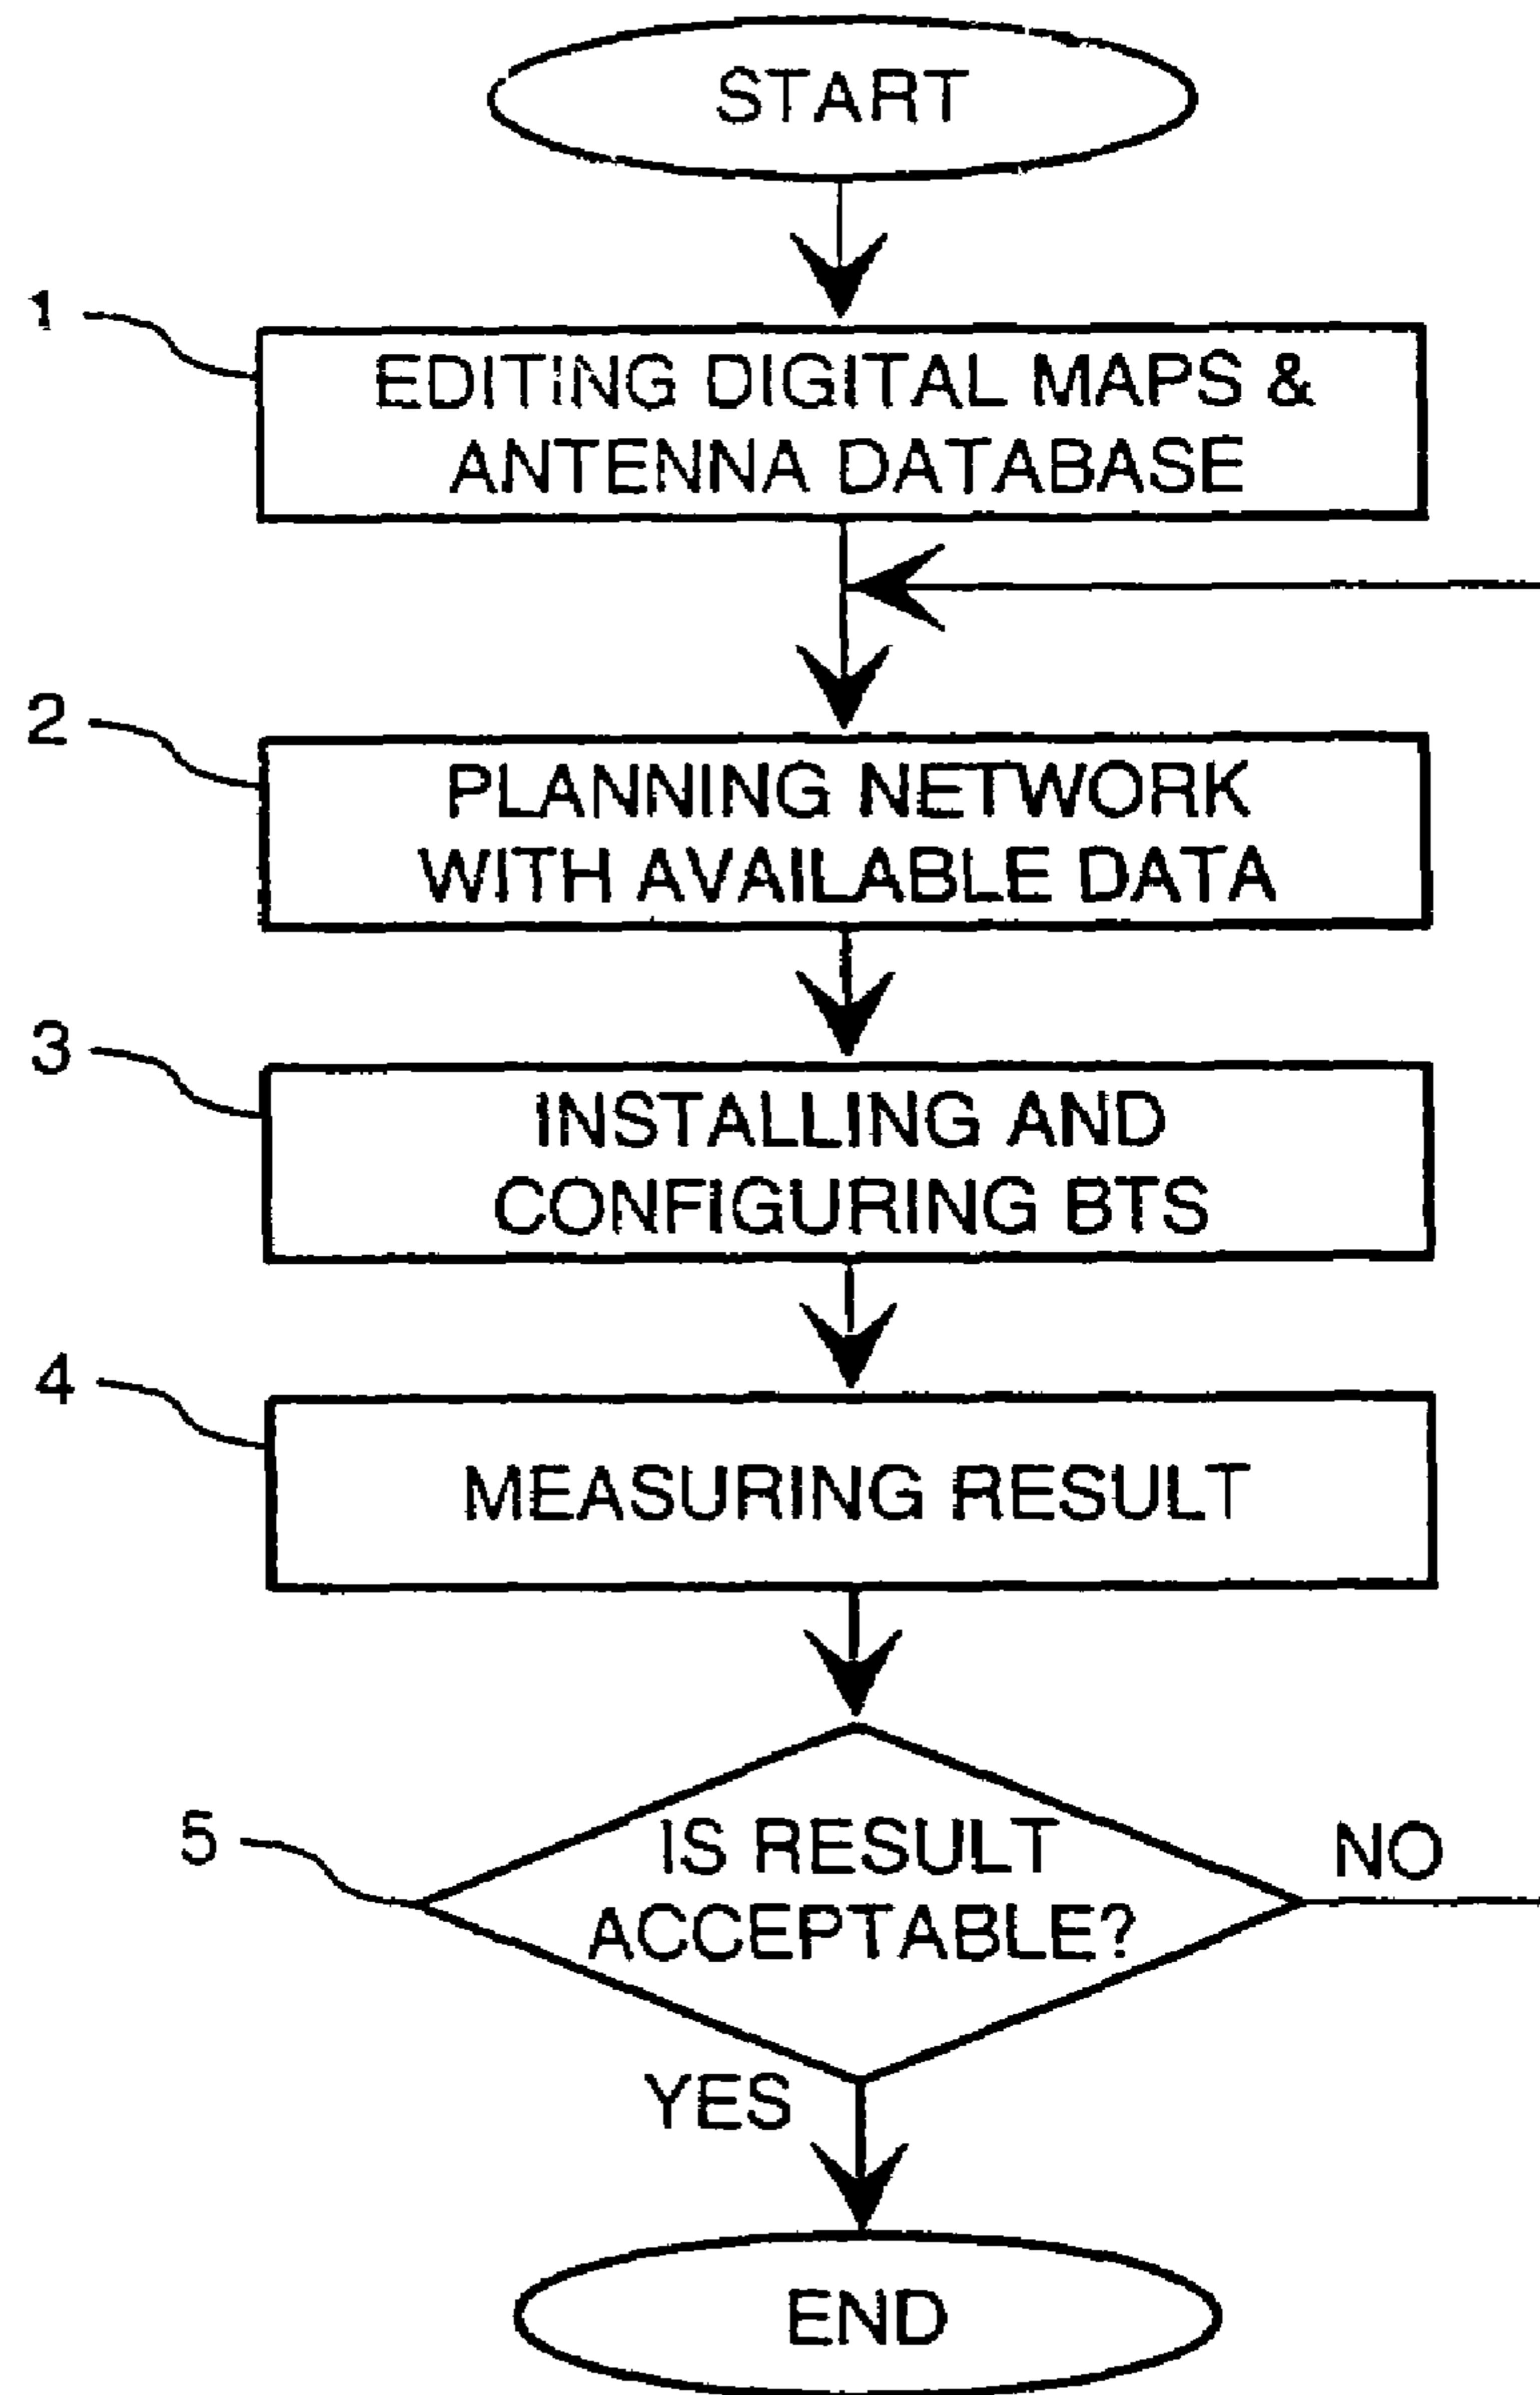 START
1
EDITING DIGITAL MAPS &
ANTENNA DATABASE
2
PLANNING NETWORK
WITH AVAILABLE DATA
3
INSTALLING AND
CONFIGURING BTS
4
MEASURING RESULT
5
IS RESULT
ACCEPTABLE?
NO
YES
END